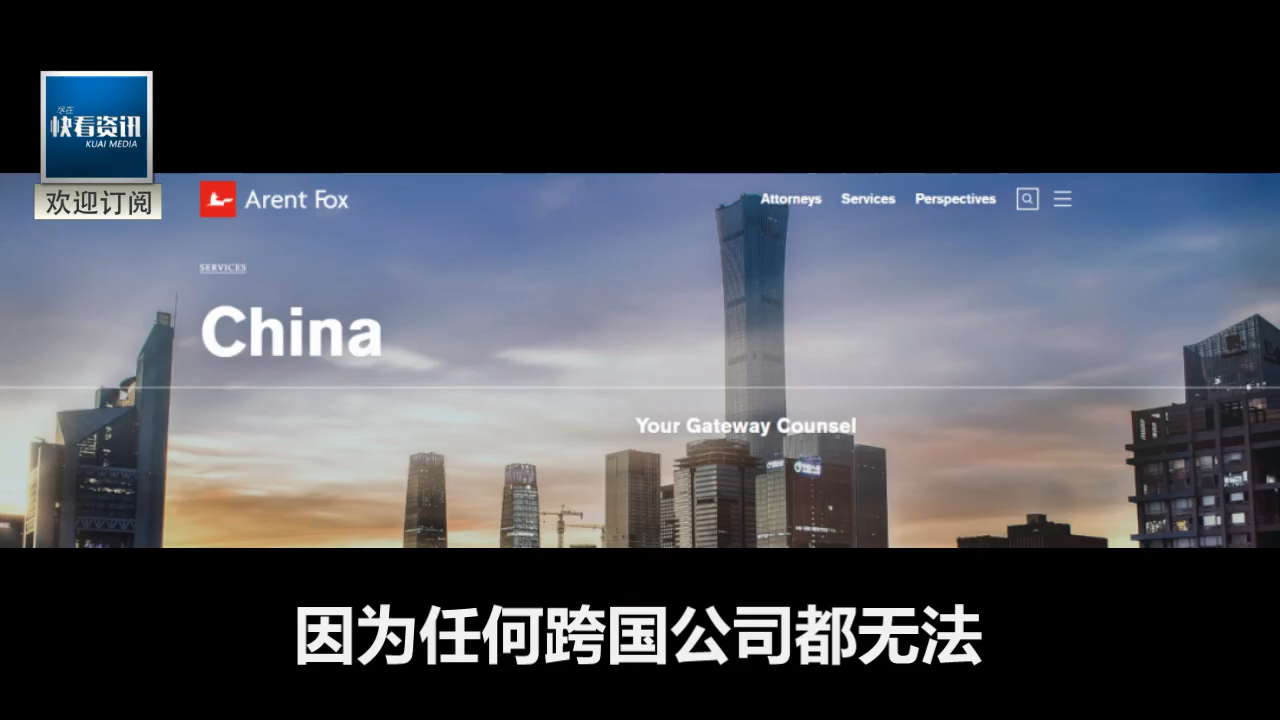 尽在
快看资讯
KUAI MEDIA
欢迎订阅
Arent Fox
Attorneys Services Perspectives
SERVICES
China
Your Gateway Counsel
因为任何跨国公司都无法